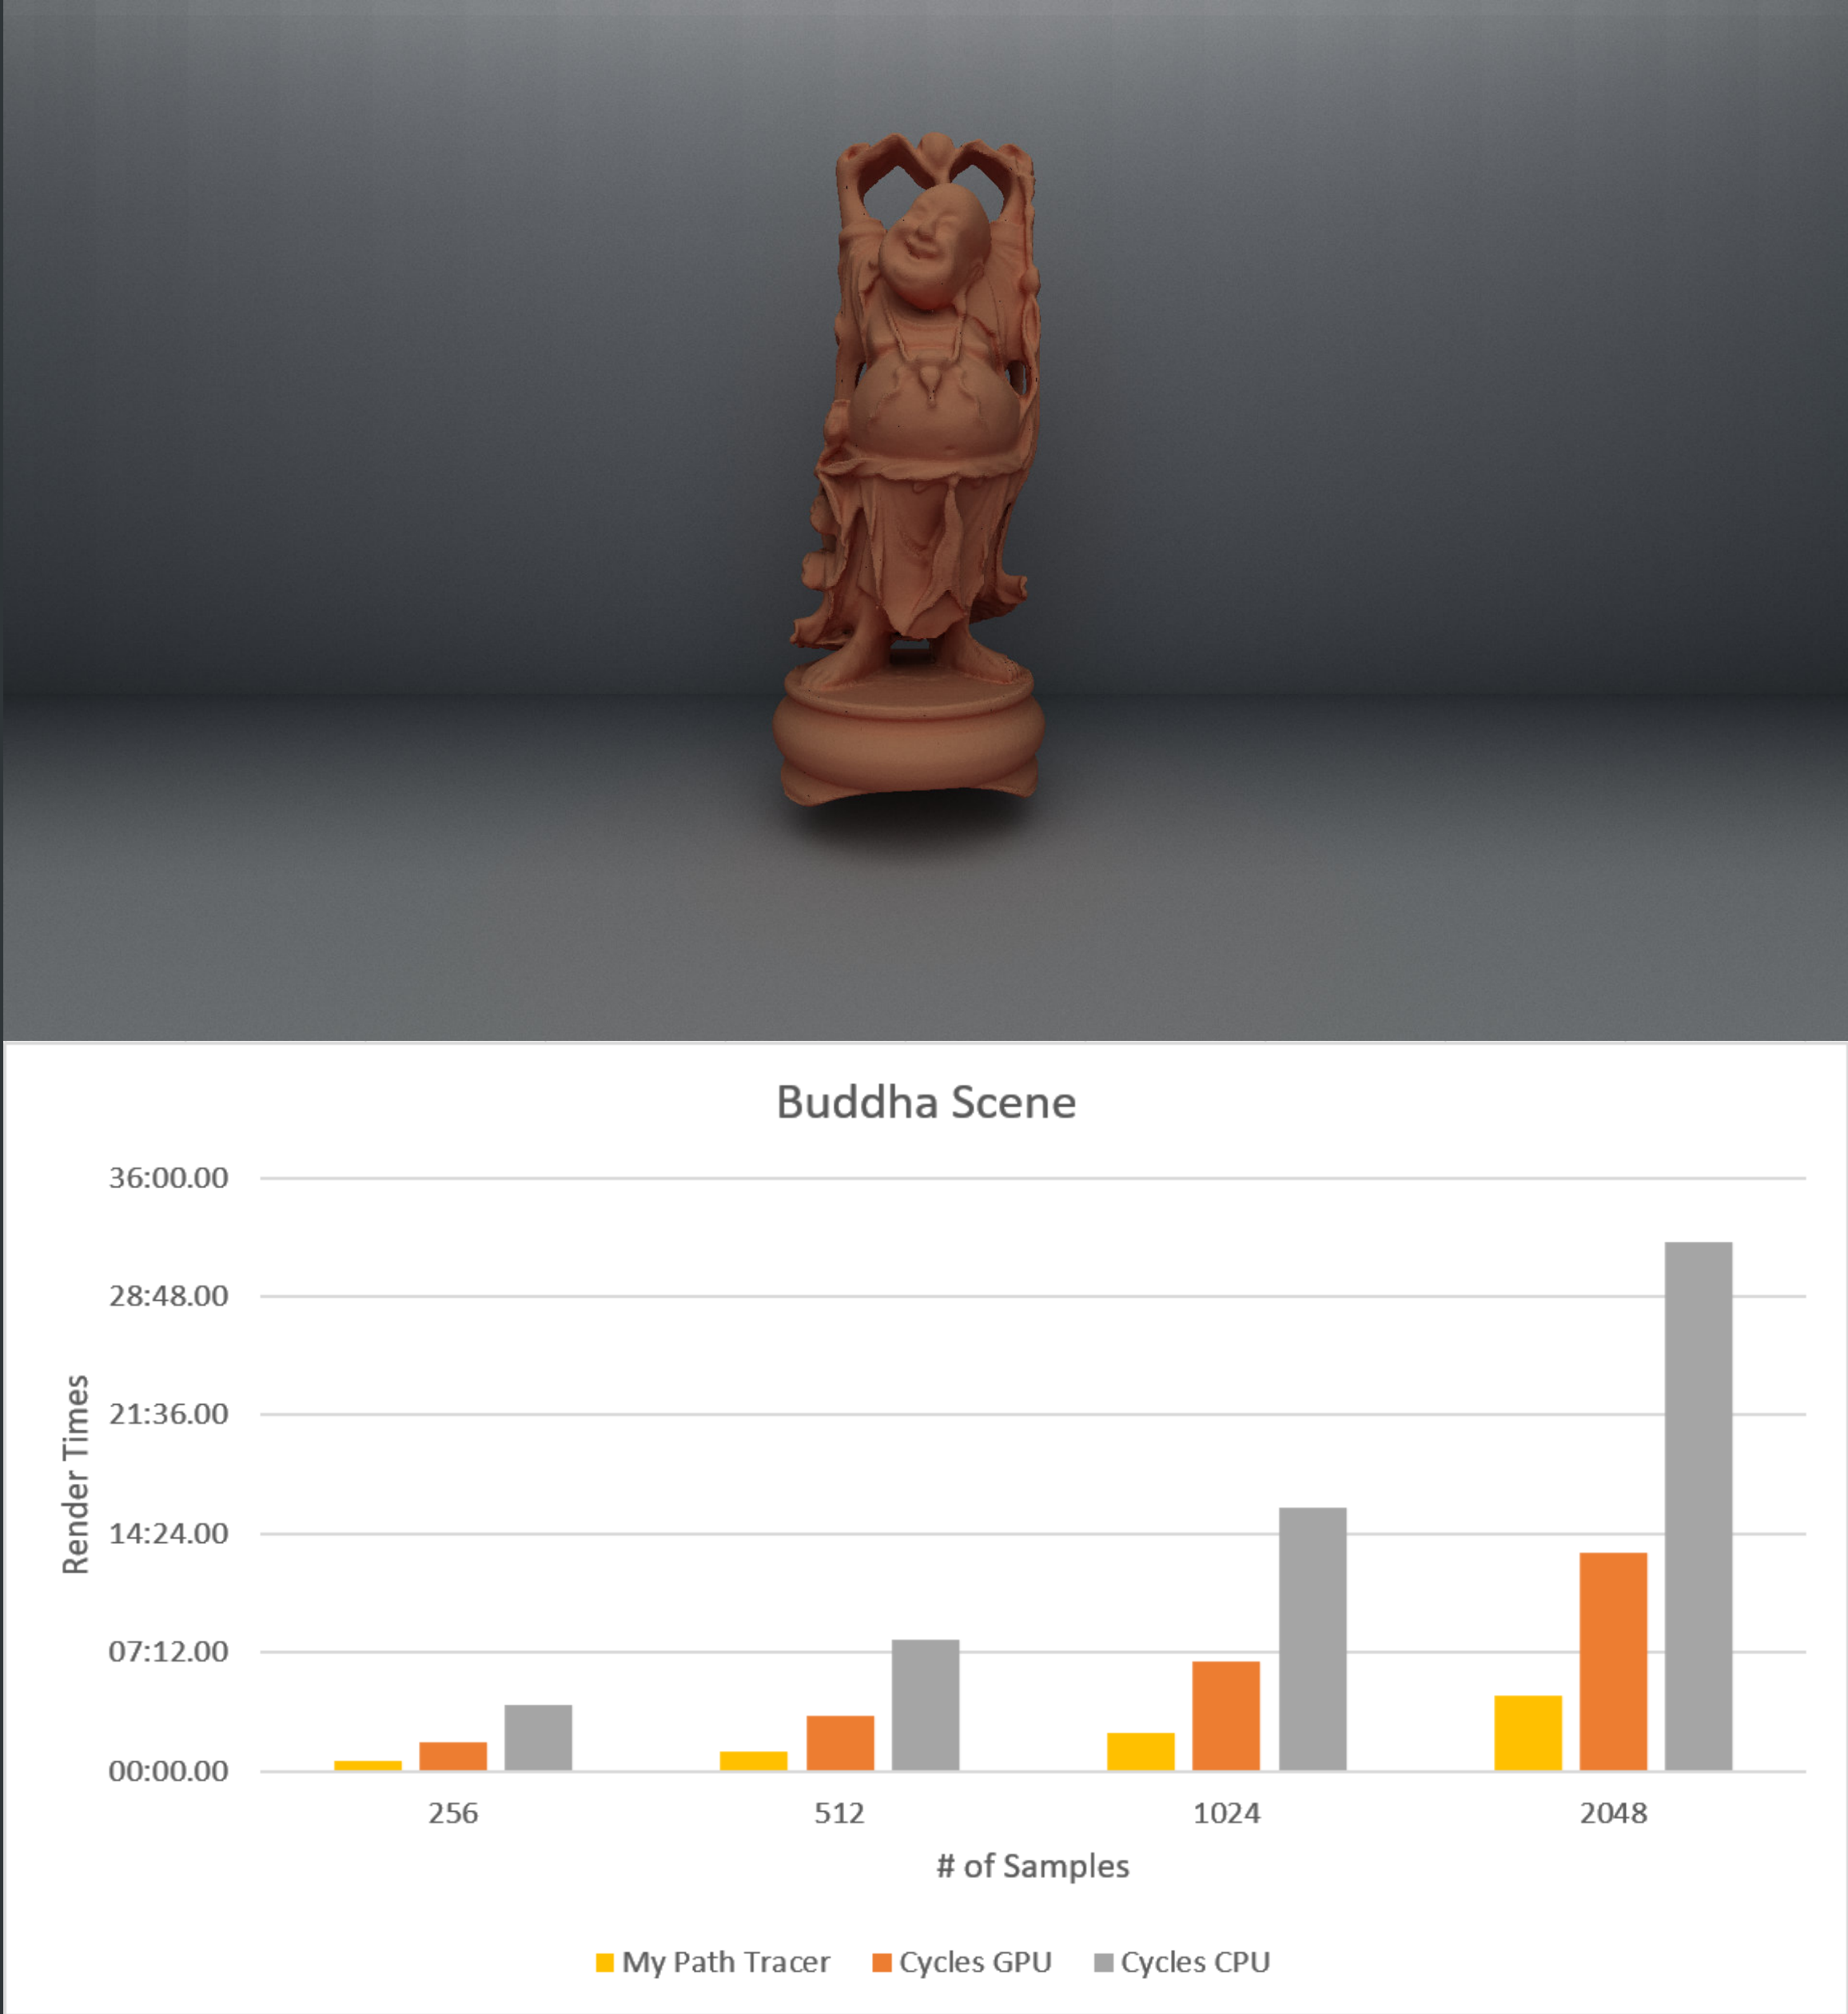 Buddha Scene
36:00.00
28:48.00
21:36.00
14:24.00
07:12.00
00:00.00
Render Times
256 512 1024 2048
# of Samples
My Path Tracer Cycles GPU Cycles CPU